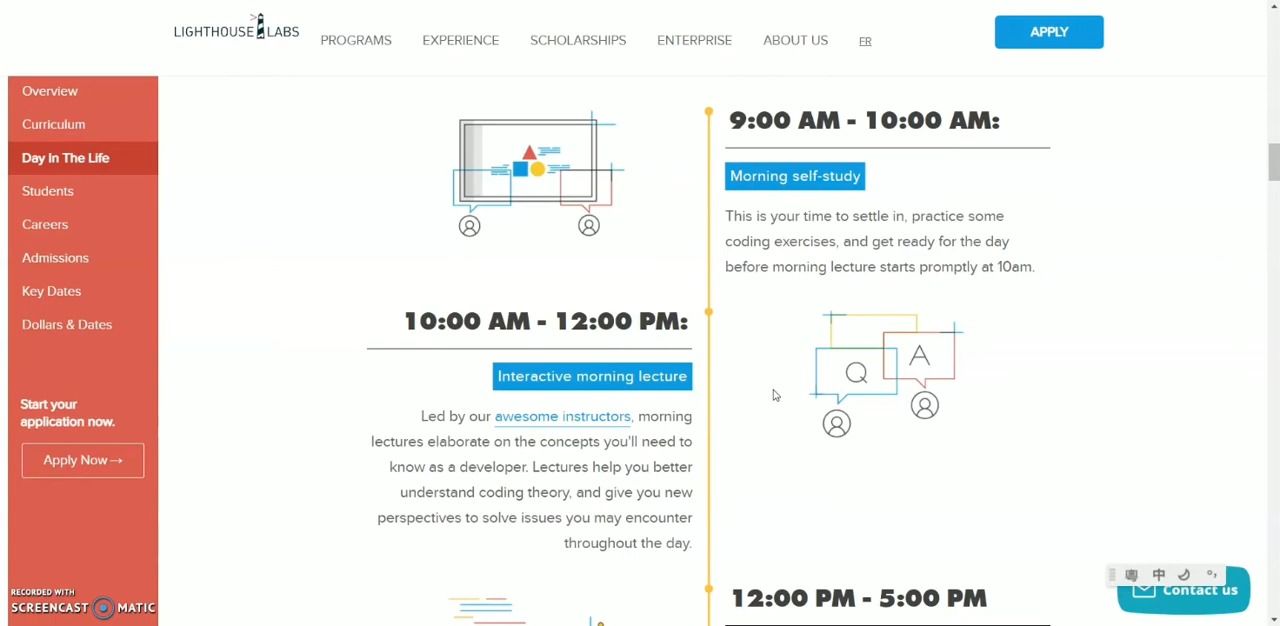 LIGHTHOUSE LABS
PROGRAMS
EXPERIENCE
SCHOLARSHIPS
ENTERPRISE
ABOUT US
FR
APPLY
Overview
Curriculum
Day In The Life
Students
Careers
Admissions
Key Dates
Dollars & Dates
Start your
application now.
Apply Now→
9:00 AM - 10:00 AM:
Morning self-study
This is your time to settle in, practice some
coding exercises, and get ready for the day
before morning lecture starts promptly at 10am.
10:00 AM - 12:00 PM:
Interactive morning lecture
Led by our awesome instructors, morning
lectures elaborate on the concepts you'll need to
know as a developer. Lectures help you better
understand coding theory, and give you new
perspectives to solve issues you may encounter
throughout the day.
Q
A
12:00 PM - 5:00 PM
中
Contact us
RECORDED WITH
SCREENCAST MATIC